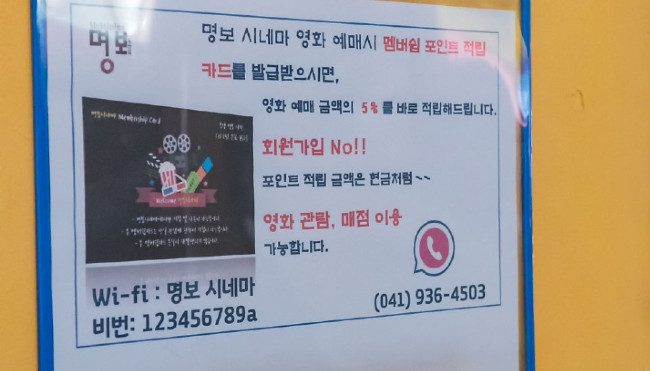 명보
명보 시네마 영화 예매시 멤버쉽 포인트 적립
카드를 발급받으시면,
영화 예매 금액의 5%를 바로 적립해드립니다.
Membership Card
회원가입 No!!
포인트 적립 금액은 현금처럼~~
영화 관람, 매점 이용
가능합니다.
Wi-fi : 명보 시네마
비번: 123456789a
(041) 936-4503